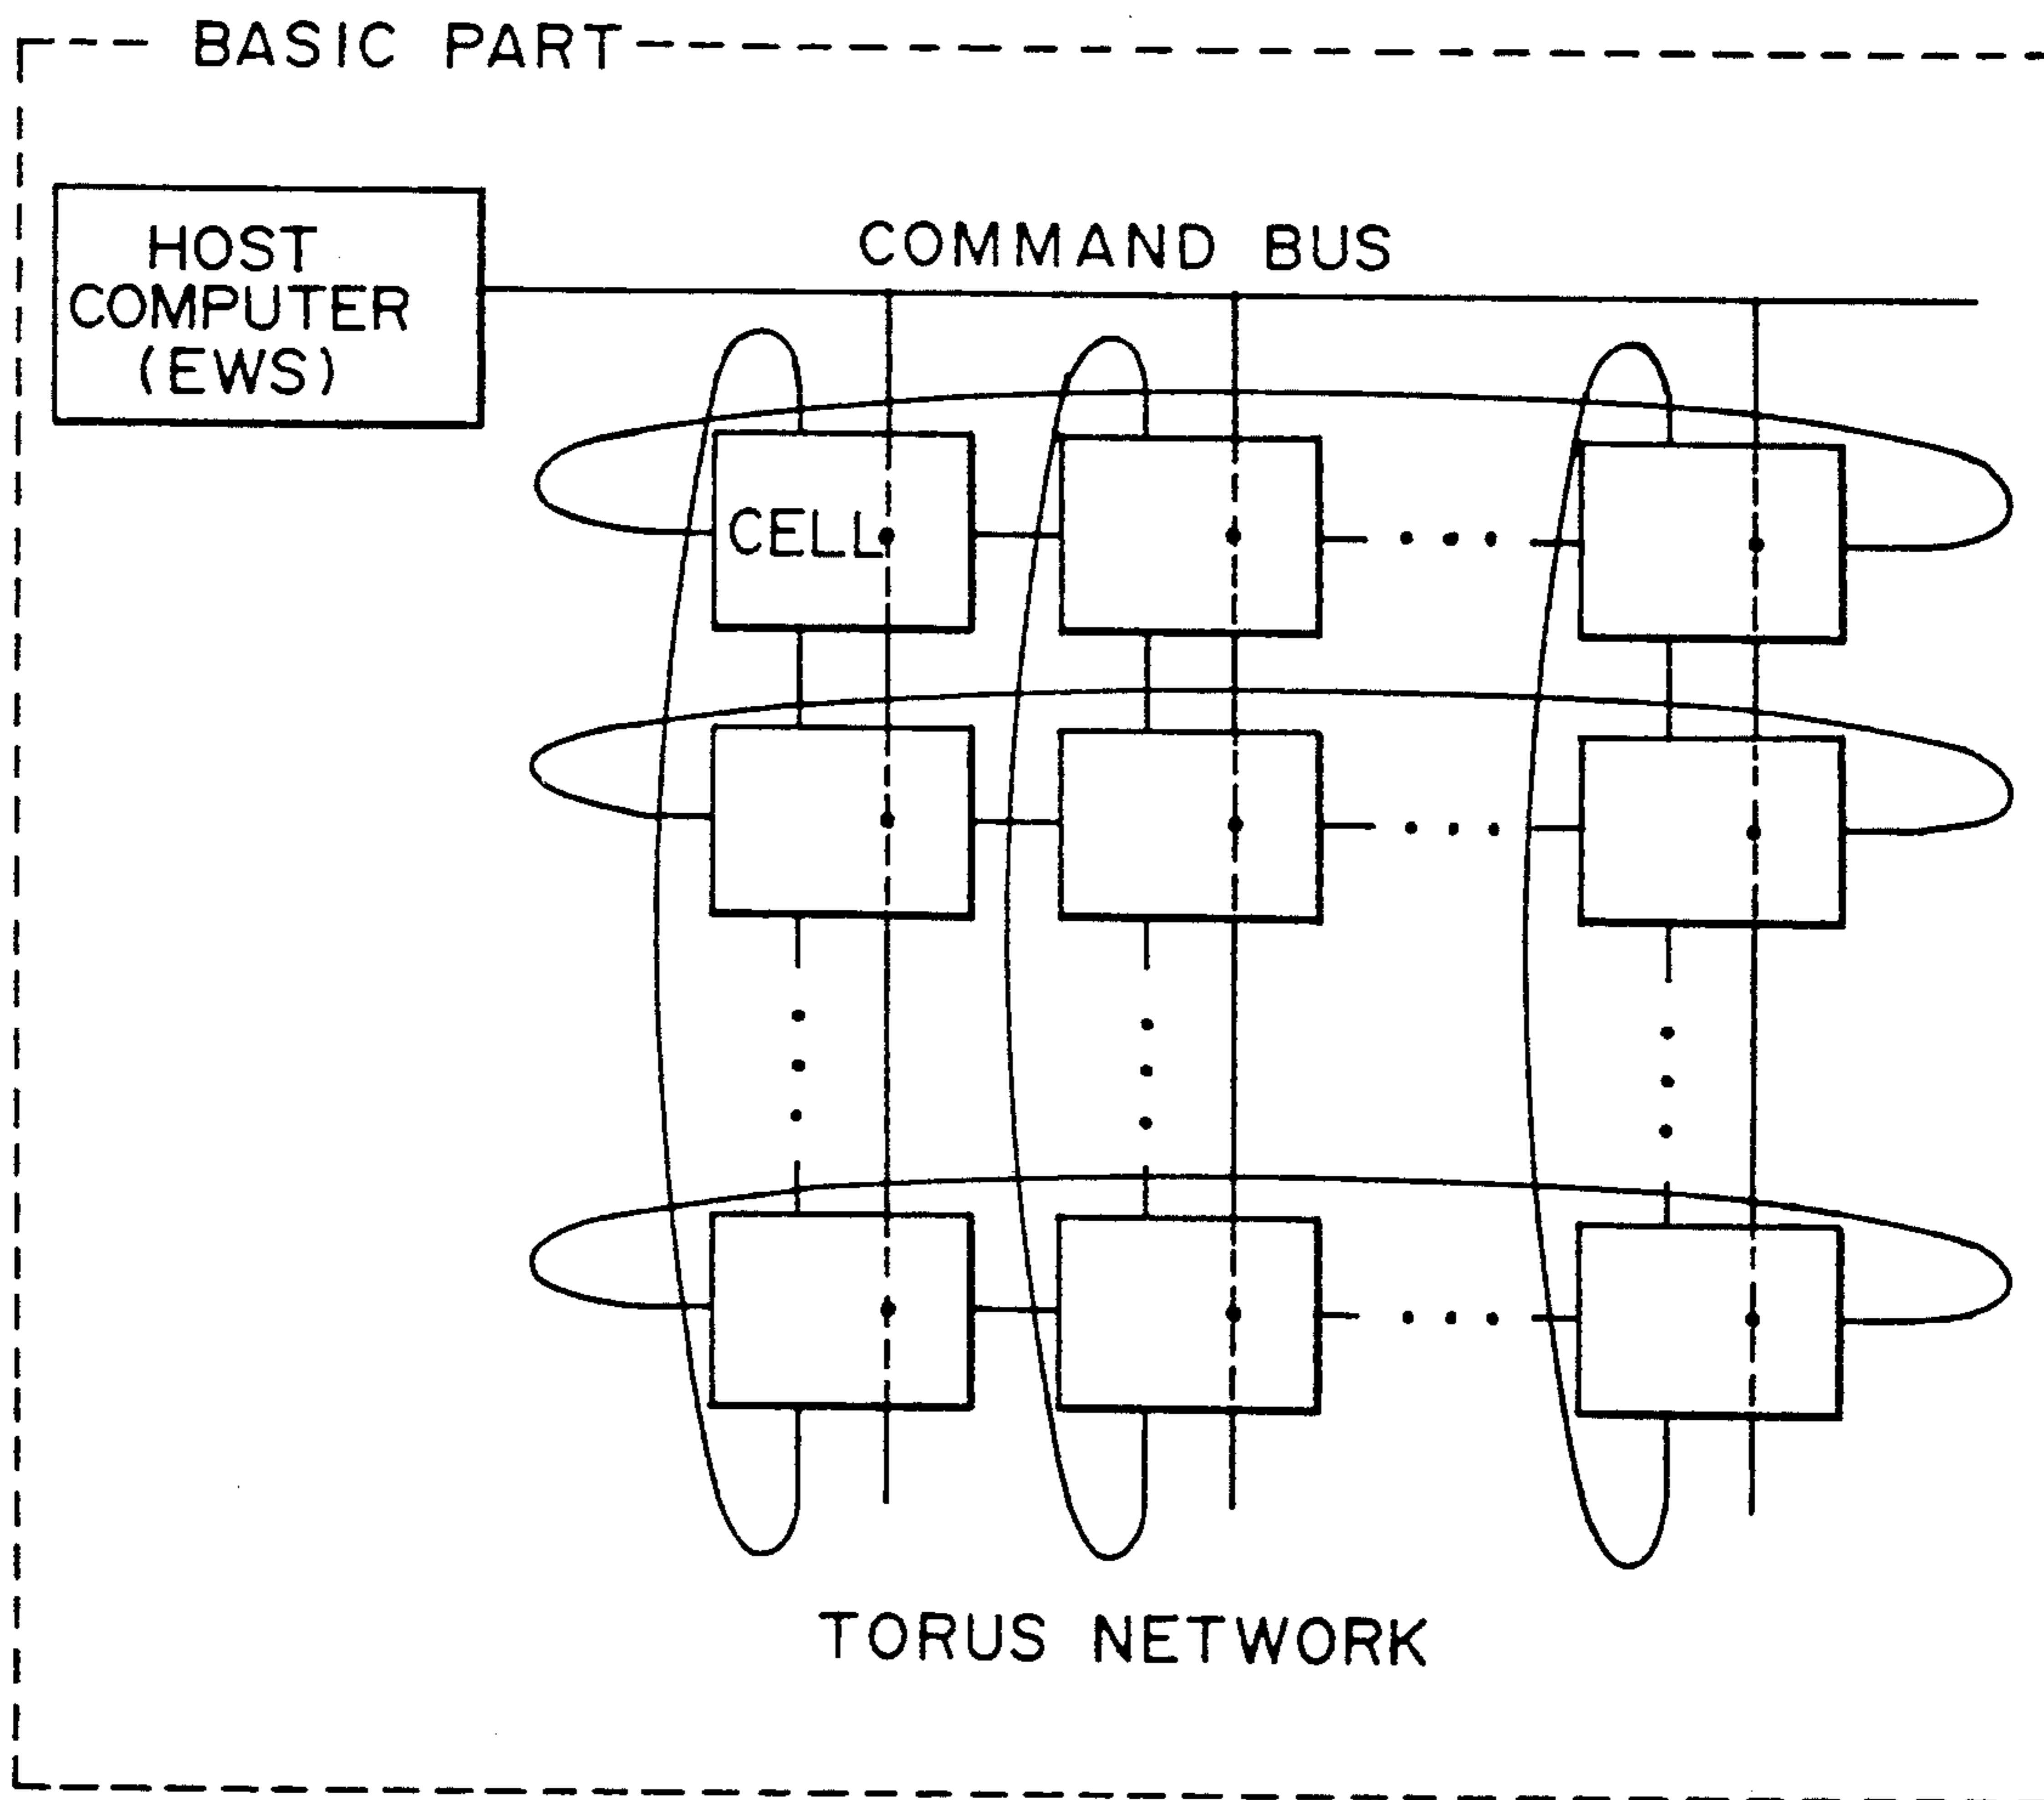 BASIC PART
HOST
COMPUTER
(EWS)
COMMAND BUS
CELL
TORUS NETWORK